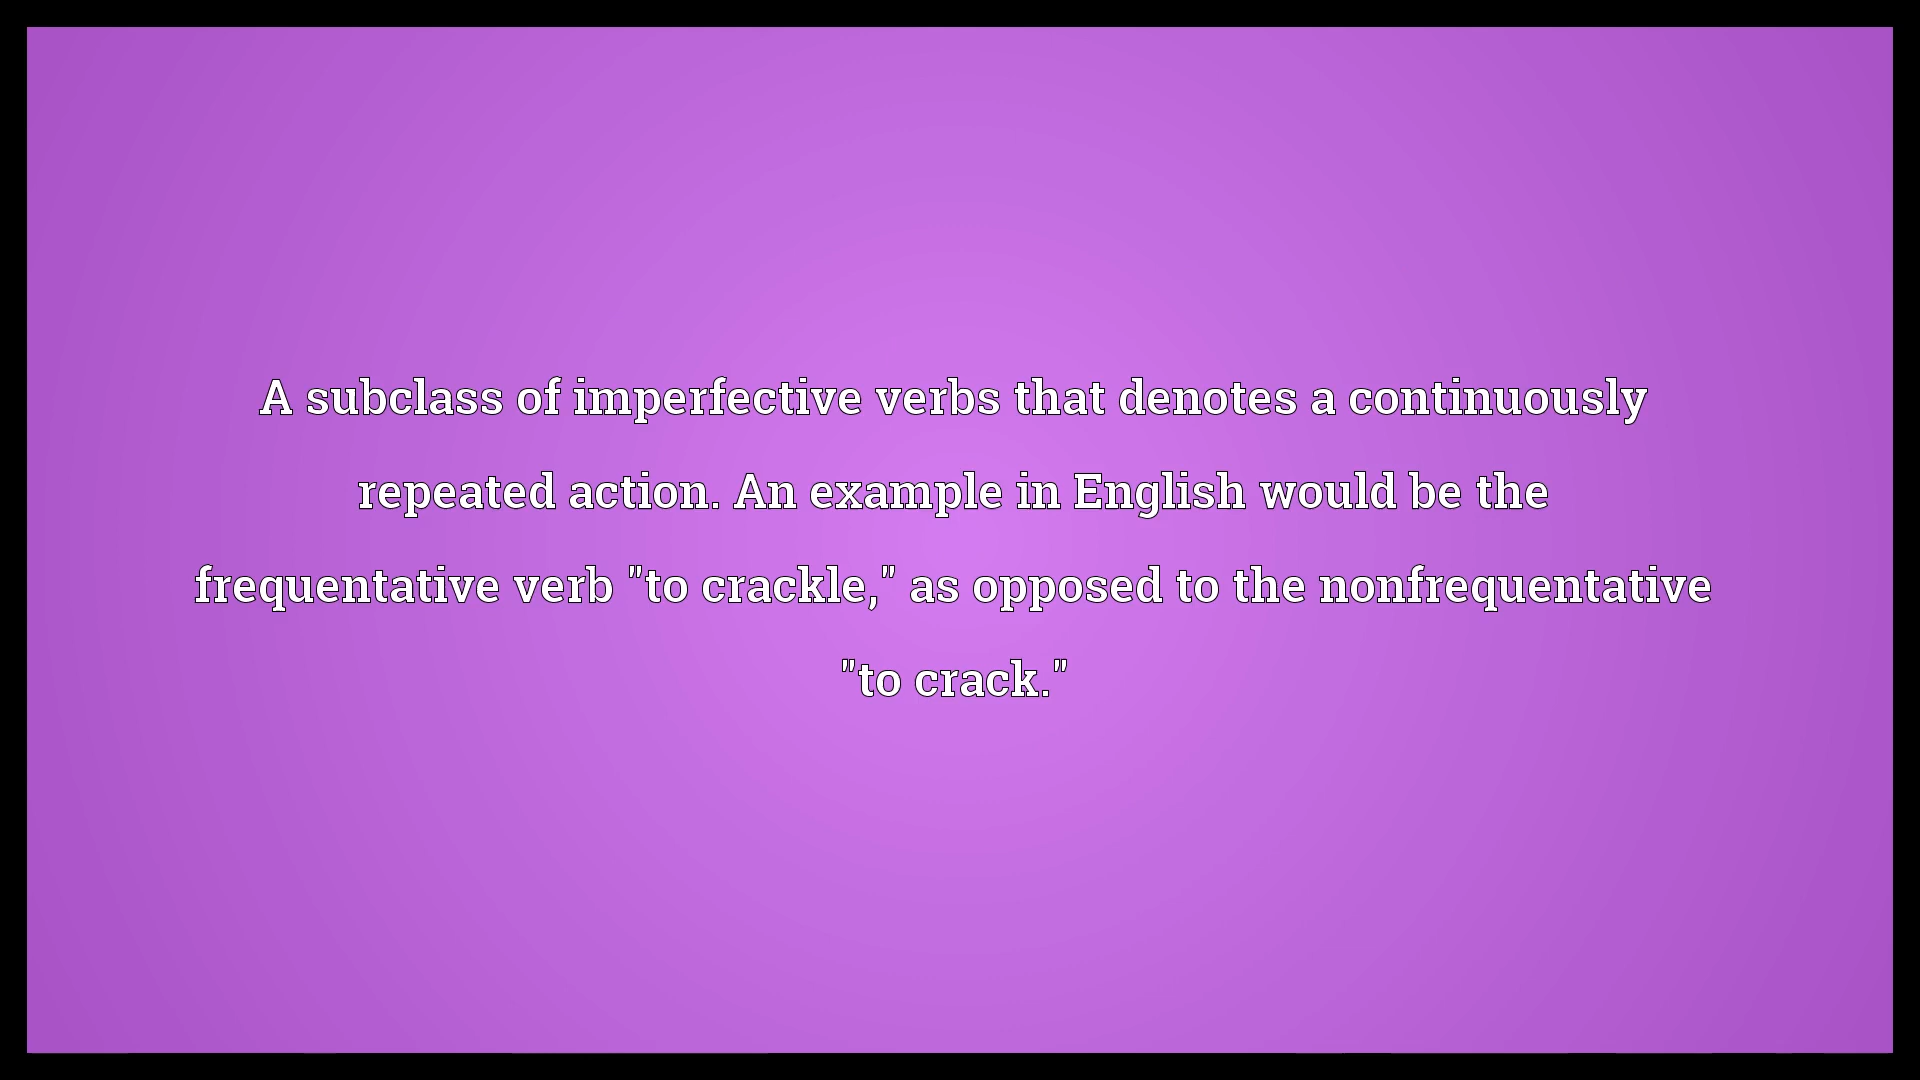 A subclass of imperfective verbs that denotes a continuously
repeated action. An example in English would be the
frequentative verb "to crackle," as opposed to the nonfrequentative
"to crack."